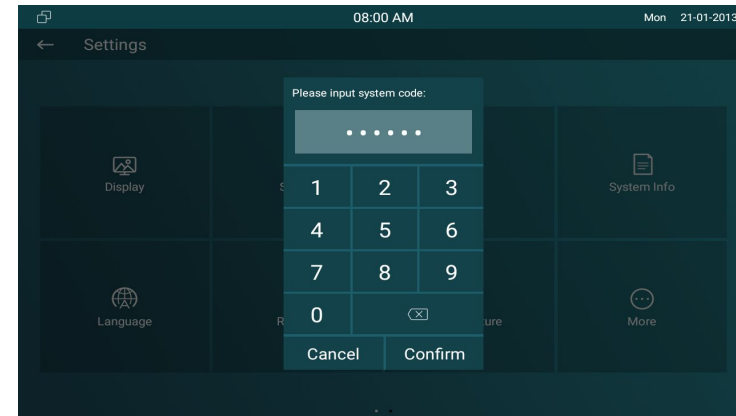 08:00 AM
Mon 21-01-2013
Settings
Please input system code:
Display
System Info
1 2 3
4 5 6
7 8 9
0
Language
More
Cancel Confirm